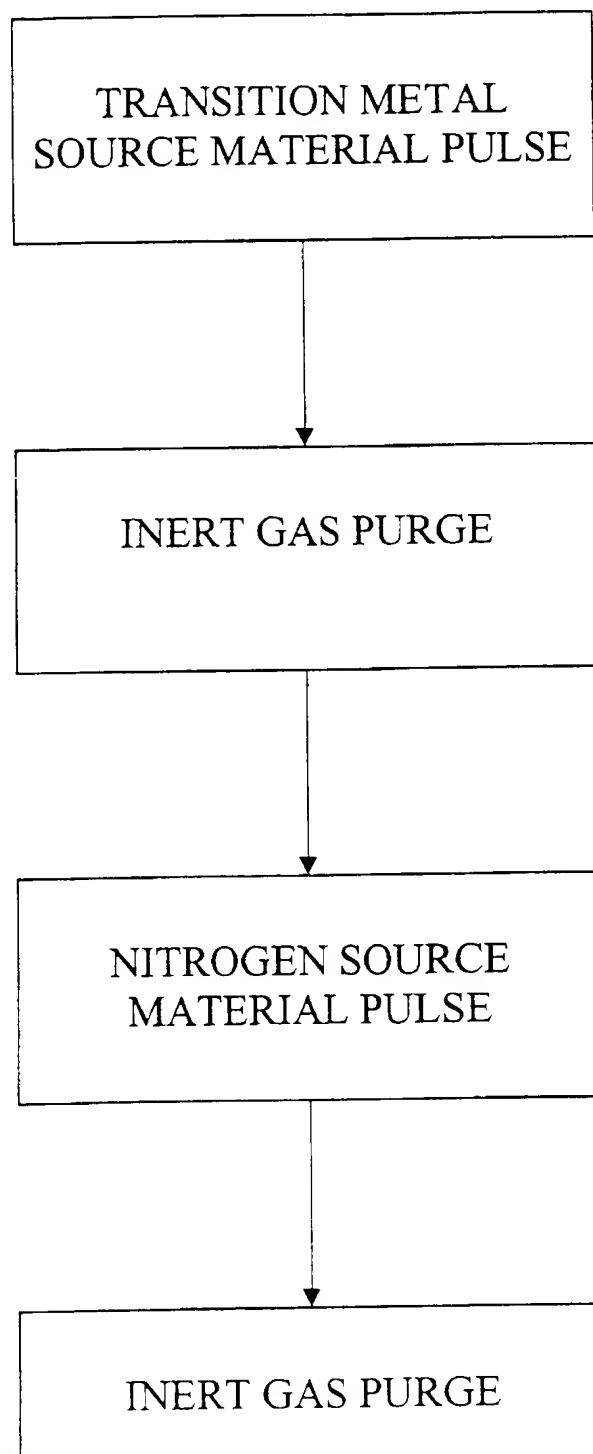 TRANSITION METAL
SOURCE MATERIAL PULSE
INERT GAS PURGE
NITROGEN SOURCE
MATERIAL PULSE
INERT GAS PURGE